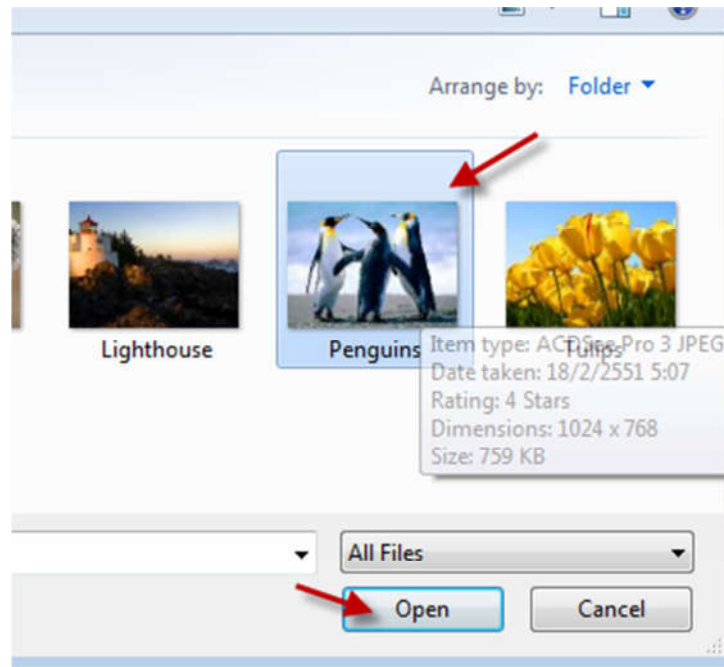 Arrange by: Folder
Lighthouse
Penguins
Tulips
Item type: ACDSee Pro 3 JPEG
Date taken: 18/2/2551 5:07
Rating: 4 Stars
Dimensions: 1024 x 768
Size: 759 KB
All Files
Open
Cancel